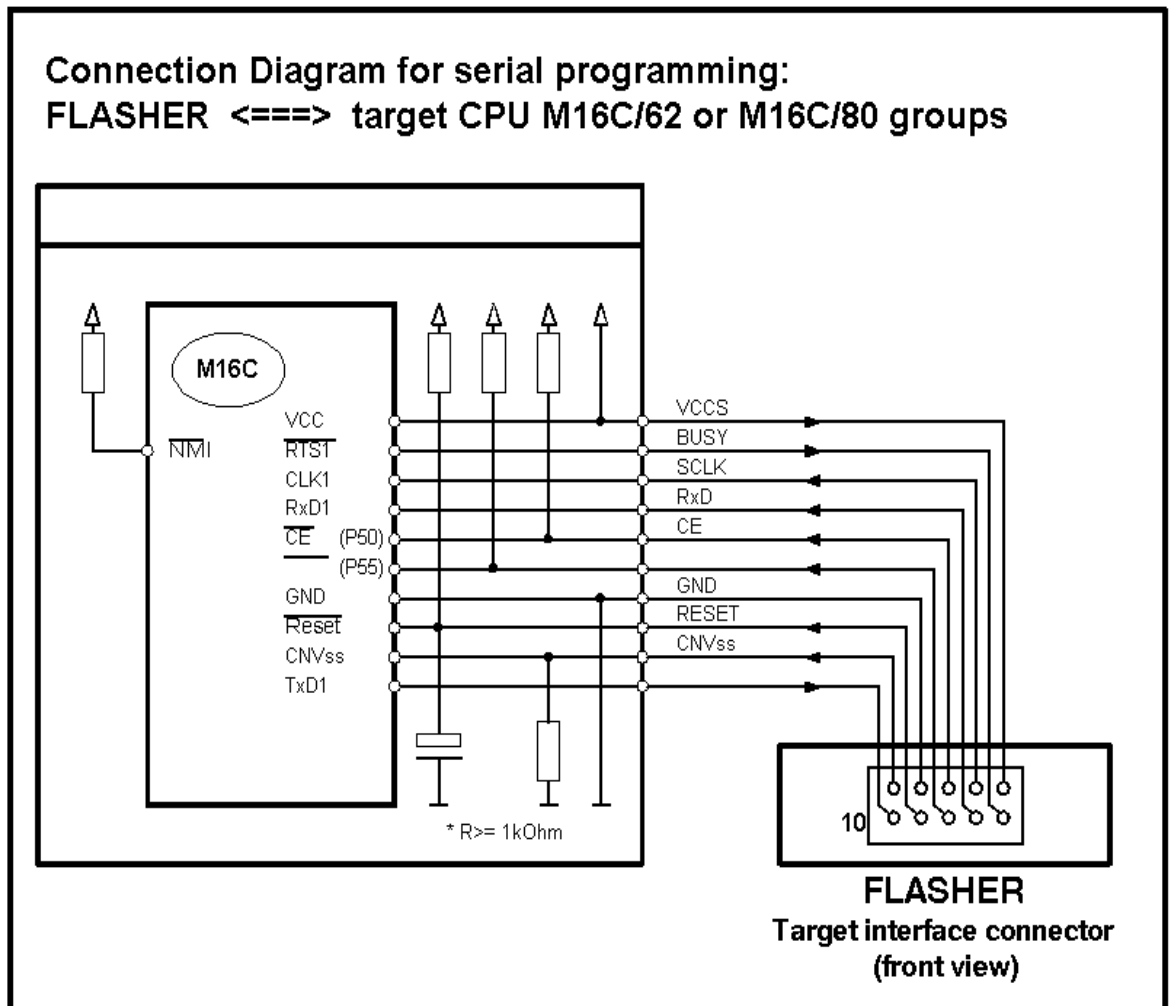 Connection Diagram for serial programming:
FLASHER <===> target CPU M16C/62 or M16C/80 groups
M16C
NMI
VCC
RTS1
CLK1
RxD1
CE (P50)
(P55)
GND
Reset
CNVss
TxD1
VCCS
BUSY
SCLK
RxD
CE
GND
RESET
CNVss
* R>= 1kOhm
10
FLASHER
Target interface connector
(front view)